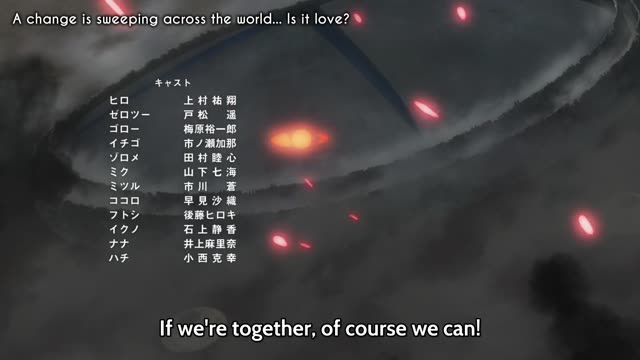 A change is sweeping across the world... Is it love?
キャスト
ヒロ 上村祐翔
ゼロツー 戸松 遥
ゴロー 梅原裕一郎
イチゴ 市ノ瀬加那
ゾロメ 田村睦心
ミク 山下七海
ミツル 市川 蒼
ココロ 早見沙織
フトシ 後藤ヒロキ
イクノ 石上静香
ナナ 井上麻里奈
ハチ 小西克幸
If we're together, of course we can!